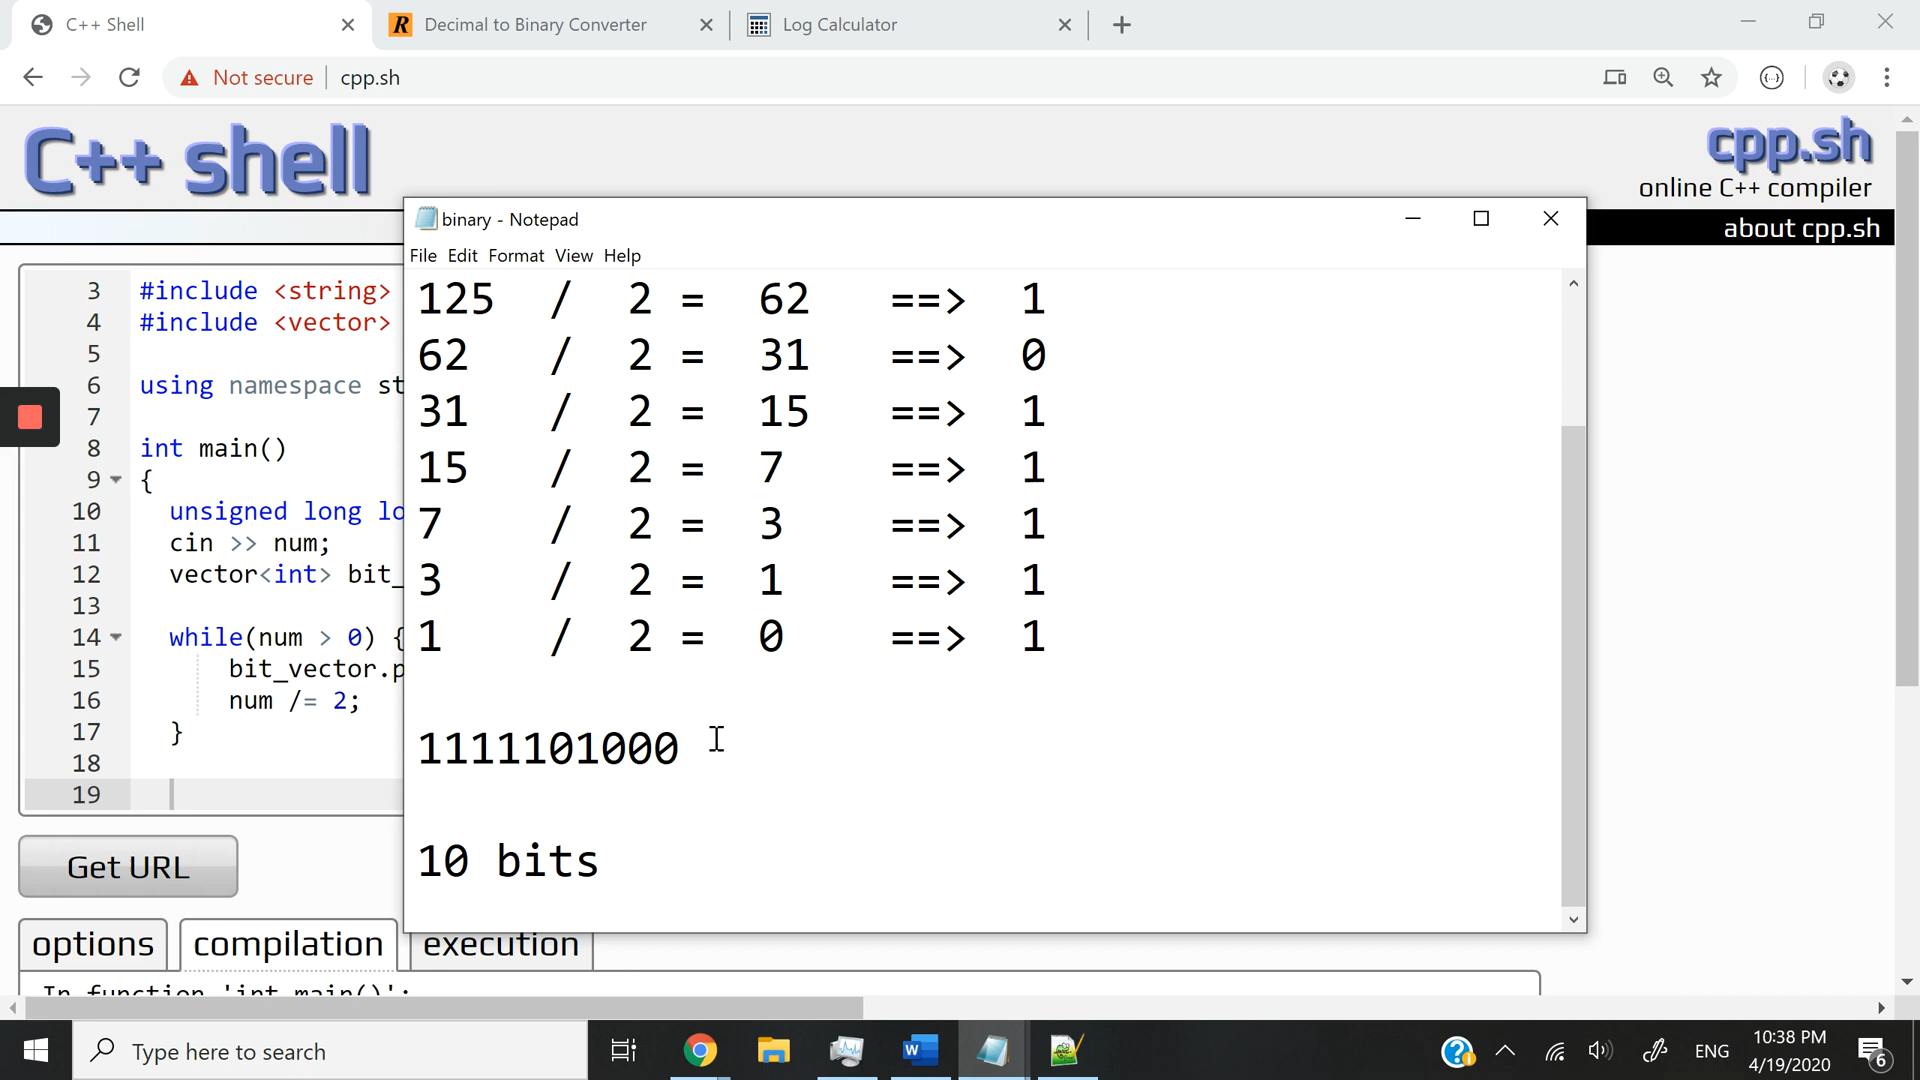 C++ Shell
Decimal to Binary Converter
Log Calculator
Not secure
cpp.sh
C++ shell
cpp.sh
online C++ compiler
about cpp.sh
binary - Notepad
File Edit Format View Help
3 #include <string>
4 #include <vector>
5
6 using namespace st
7
8 int main()
9 {
10 unsigned long lo
11 cin >> num;
12 vector<int> bit_
13
14 while(num > 0) {
15 bit_vector.p
16 num /= 2;
17 }
18
19
125 / 2 = 62 ==> 1
62 / 2 = 31 ==> 0
31 / 2 = 15 ==> 1
15 / 2 = 7 ==> 1
7 / 2 = 3 ==> 1
3 / 2 = 1 ==> 1
1 / 2 = 0 ==> 1
1111101000
10 bits
Get URL
options compilation execution
In function 'int main()':
Type here to search
ENG
10:38 PM
4/19/2020
6